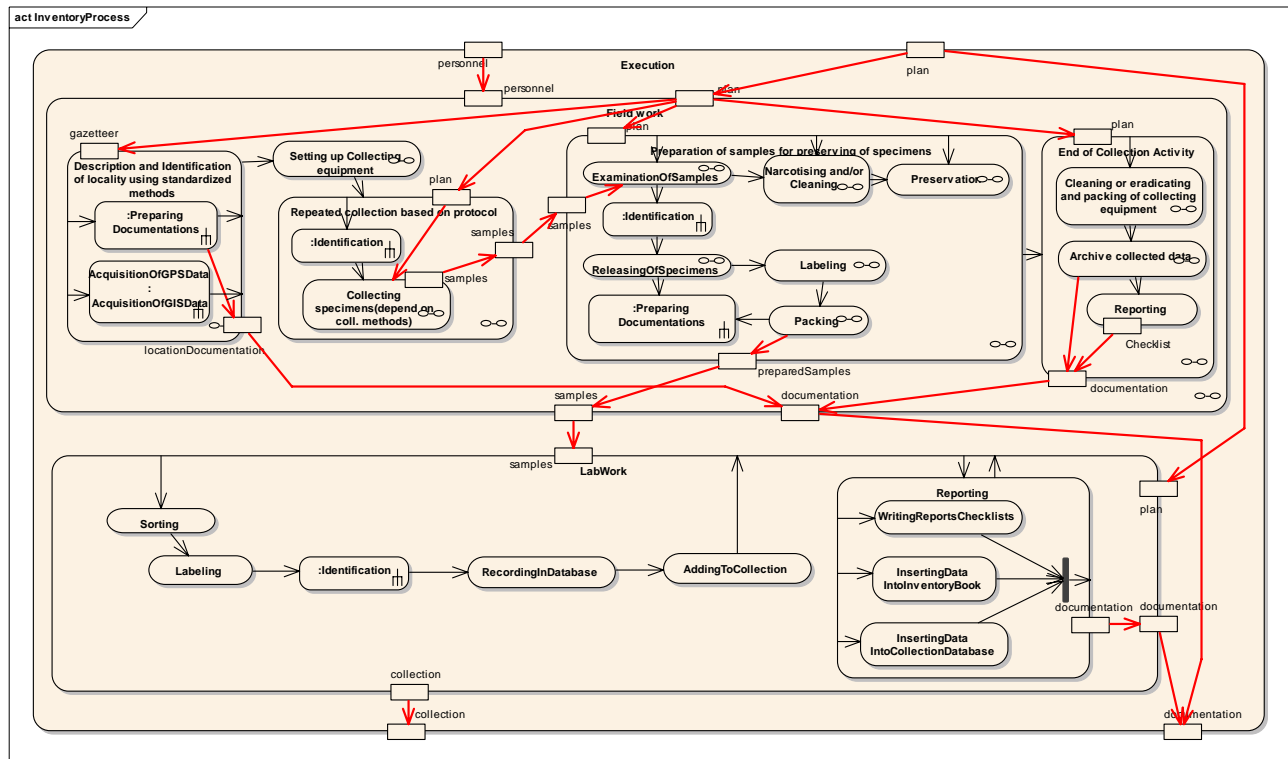 act InventoryProcess
personnel
Execution
plan
personnel
plan
Field work
gazetteer
Description and Identification
of locality using standardized
methods
:Preparing
Documentations
AcquisitionOfGPSData
:
AcquisitionOfGISData
locationDocumentation
Setting up Collecting
equipment
plan
Repeated collection based on protocol
:Identification
samples
samples
Collecting
specimens(depend on
coll. methods)
plan
Preparation of samples for preserving of specimens
samples
ExaminationOfSamples
Narcotising and/or
Cleaning
Preservation
:Identification
ReleasingOfSpecimens
Labeling
:Preparing
Documentations
Packing
preparedSamples
plan
End of Collection Activity
Cleaning or eradicating
and packing of collecting
equipment
Archive collected data
Reporting
Checklist
documentation
samples
documentation
samples
LabWork
plan
Sorting
Labeling
:Identification
RecordingInDatabase
AddingToCollection
Reporting
WritingReportsChecklists
InsertingData
IntoInventoryBook
InsertingData
IntoCollectionDatabase
documentation
documentation
collection
collection
documentation